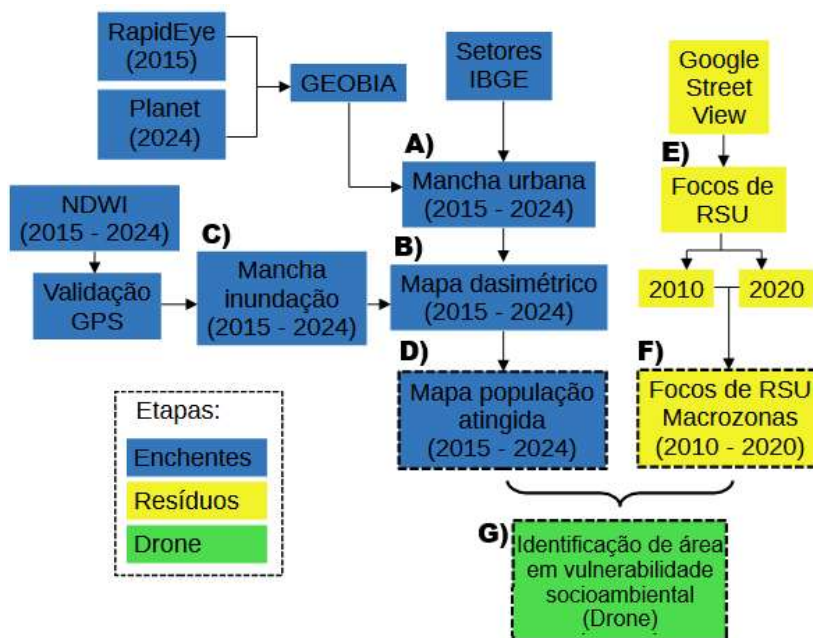 RapidEye
(2015)
Planet
(2024)
GEOBIA
Setores
IBGE
Google
Street
View
A)
Mancha urbana
(2015 - 2024)
E)
Focos de
RSU
NDWI
(2015 - 2024)
Validação
GPS
C)
Mancha
inundação
(2015 - 2024)
B)
Mapa dasimétrico
(2015 - 2024)
2010
2020
D)
Mapa população
atingida
(2015 - 2024)
F)
Focos de RSU
Macrozonas
(2010 - 2020)
Etapas:
Enchentes
Resíduos
Drone
G)
Identificação de área
em vulnerabilidade
socioambiental
(Drone)